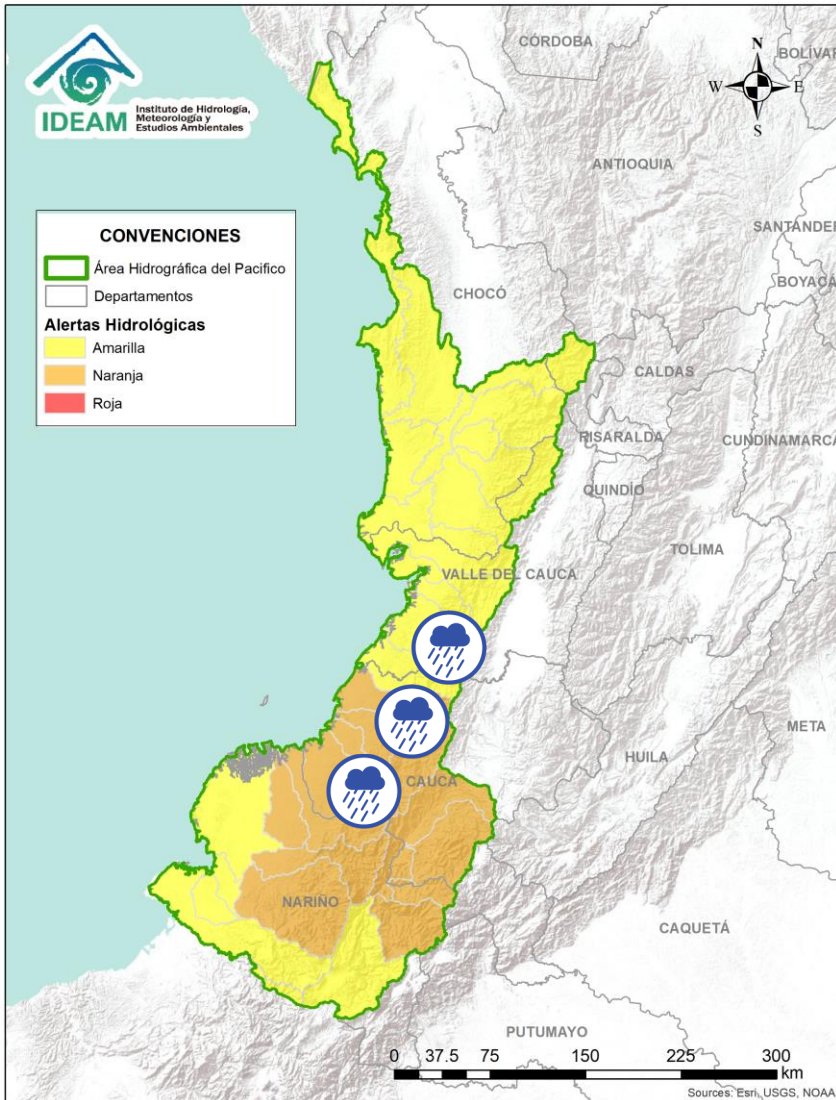 IDEAM
Instituto de Hidrología,
Meteorología y
Estudios Ambientales
CÓRDOBA
BOLÍVAR
N
W
E
S
ANTIOQUIA
SANTANDER
BOYACÁ
CONVENCIONES
Área Hidrográfica del Pacifico
Departamentos
Alertas Hidrológicas
Amarilla
Naranja
Roja
CHOCÓ
CALDAS
RISARALDA
CUNDINAMARCA
QUINDÍO
TOLIMA
VALLE DEL CAUCA
META
HUILA
CAUCA
NARIÑO
CAQUETÁ
PUTUMAYO
0 37.5 75 150 225 300
km
Sources: Esri, USGS, NOAA